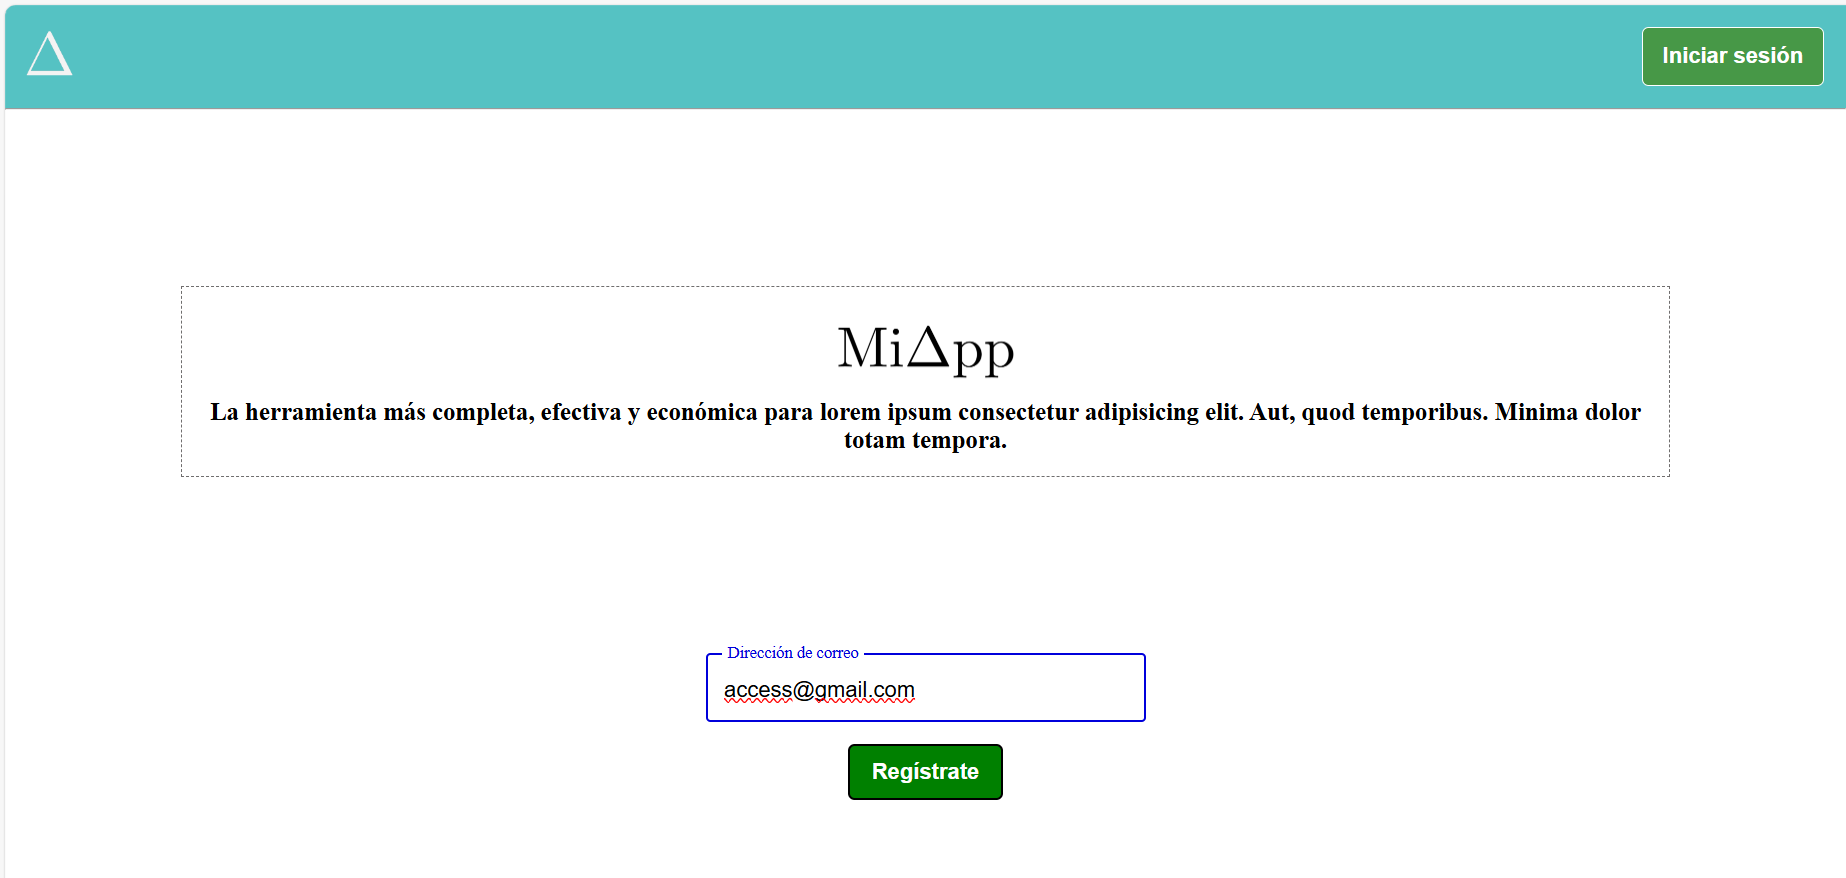 Δ
Iniciar sesión
MiΔpp
La herramienta más completa, efectiva y económica para lorem ipsum consectetur adipisicing elit. Aut, quod temporibus. Minima dolor
totam tempora.
Dirección de correo
access@gmail.com
Regístrate